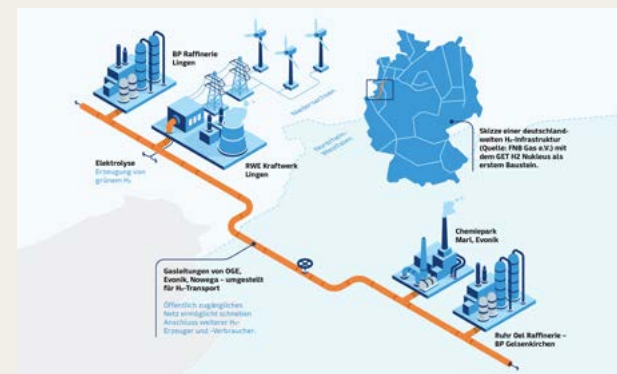 BP Raffinerie
Lingen
Niedersachsen
Nordrhein-
Westfalen
Elektrolyse
Erzeugung von
grünem H₂
RWE Kraftwerk
Lingen
Skizze einer deutschland-
weiten H₂-Infrastruktur
(Quelle: FNB Gas e.V.) mit
dem GET H2 Nukleus als
erstem Baustein.
Gasleitungen von OGE,
Evonik, Nowega – umgestellt
für H₂-Transport
Öffentlich zugängliches
Netz ermöglicht schnellen
Anschluss weiterer H₂-
Erzeuger und -Verbraucher.
Chemiepark
Marl, Evonik
Ruhr Oel Raffinerie –
BP Gelsenkirchen